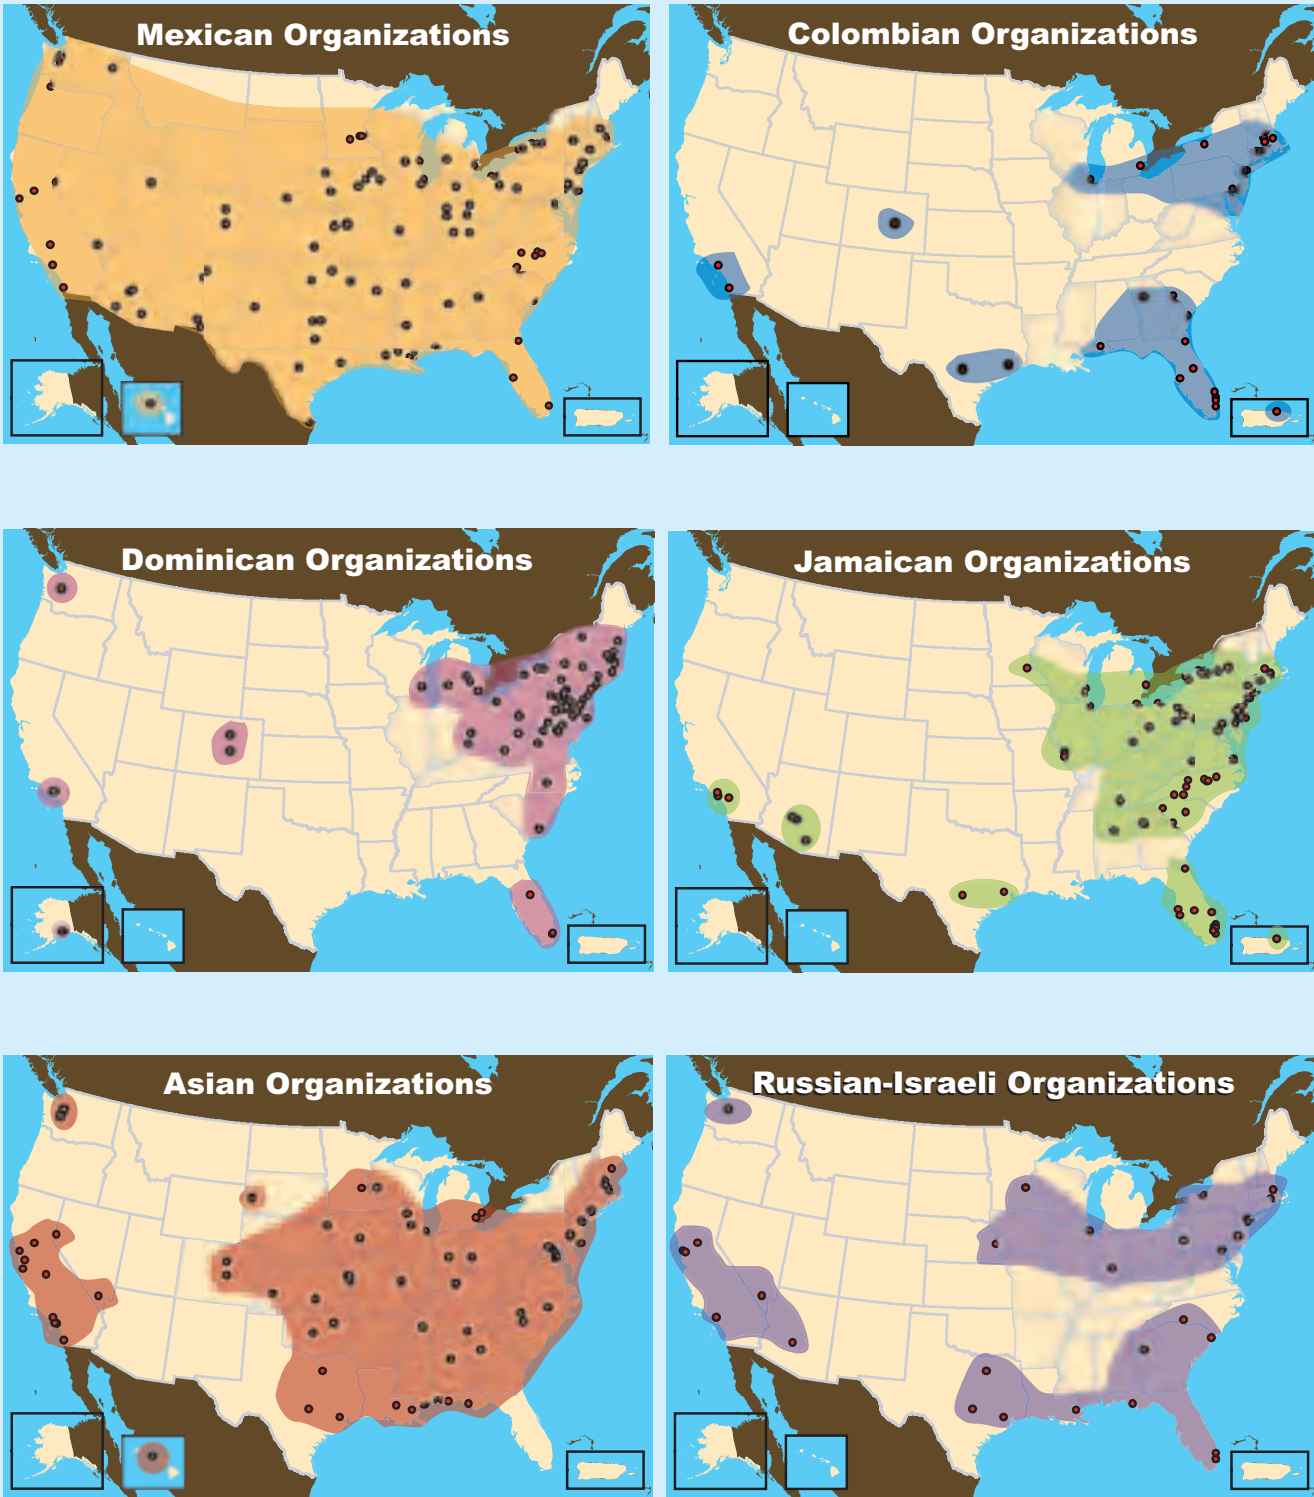 Mexican Organizations
Colombian Organizations
Dominican Organizations
Jamaican Organizations
Asian Organizations
Russian-Israeli Organizations